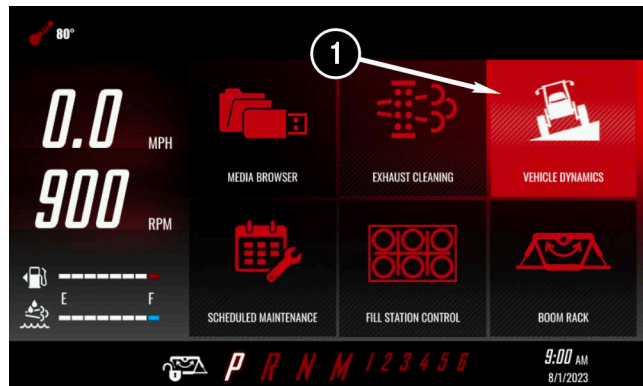 80°
1
0.0 MPH
900 RPM
E F
MEDIA BROWSER
EXHAUST CLEANING
VEHICLE DYNAMICS
SCHEDULED MAINTENANCE
FILL STATION CONTROL
BOOM RACK
P R N M 1 2 3 4 5 6
9:00 AM
8/1/2023